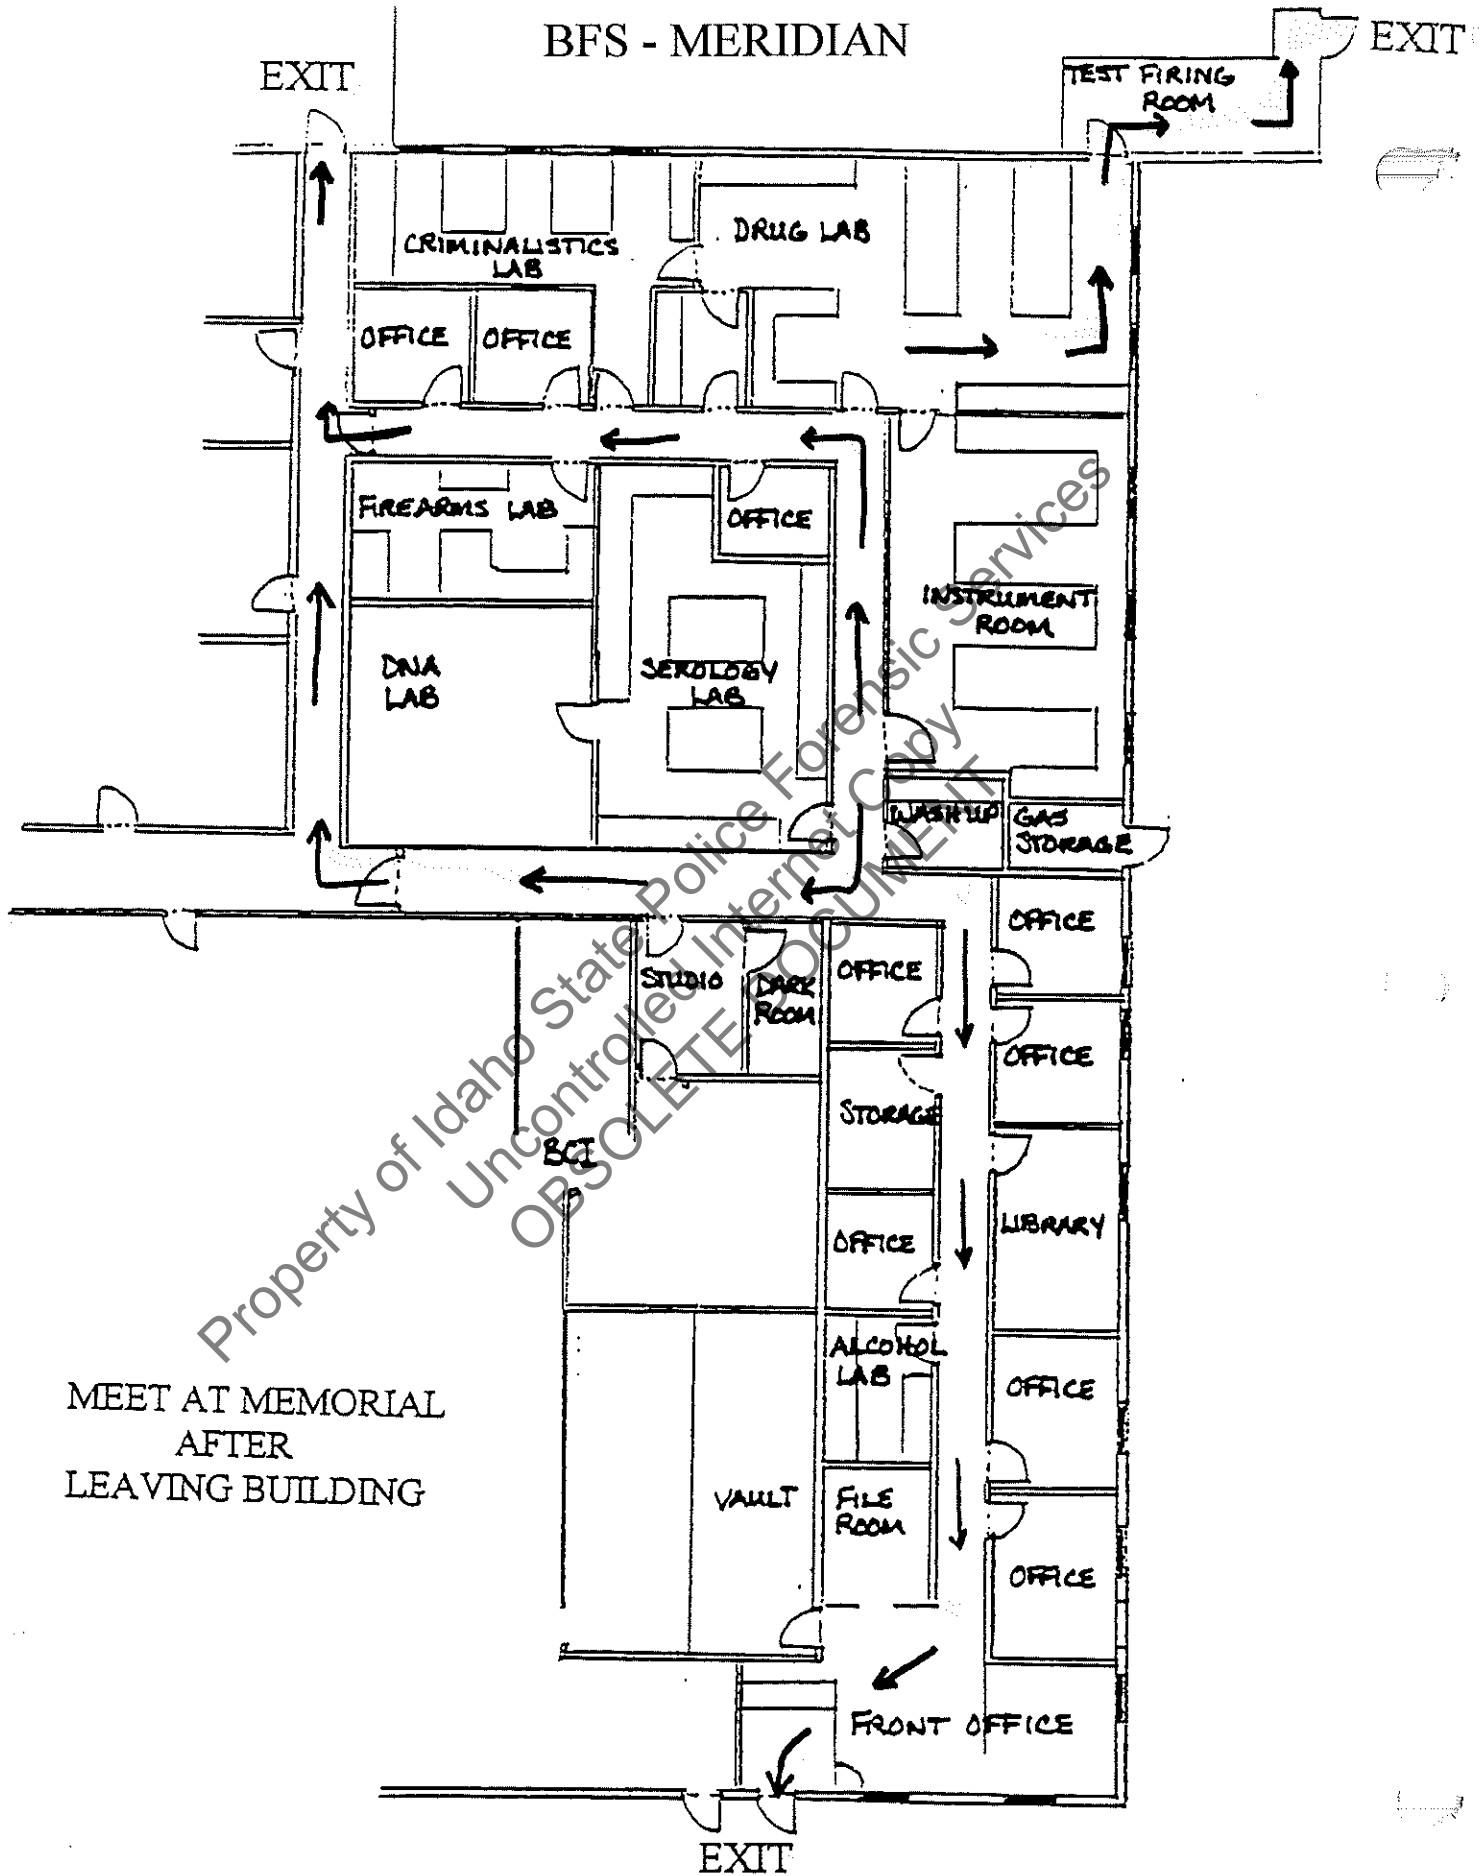 BFS - MERIDIAN
EXIT
EXIT
TEST FIRING
ROOM
CRIMINALISTICS
LAB
DRUG LAB
OFFICE
OFFICE
FIREARMS LAB
OFFICE
INSTRUMENT
ROOM
DNA
LAB
SEROLOGY
LAB
WASHUP
GAS
STORAGE
OFFICE
STUDIO
DARK
ROOM
OFFICE
OFFICE
STORAGE
BCI
OFFICE
LIBRARY
ALCOHOL
LAB
OFFICE
MEET AT MEMORIAL
AFTER
LEAVING BUILDING
VAULT
FILE
ROOM
OFFICE
FRONT OFFICE
EXIT
Property of Idaho State Police Forensic Services
Uncontrolled Internet Copy
OBSOLETE DOCUMENT